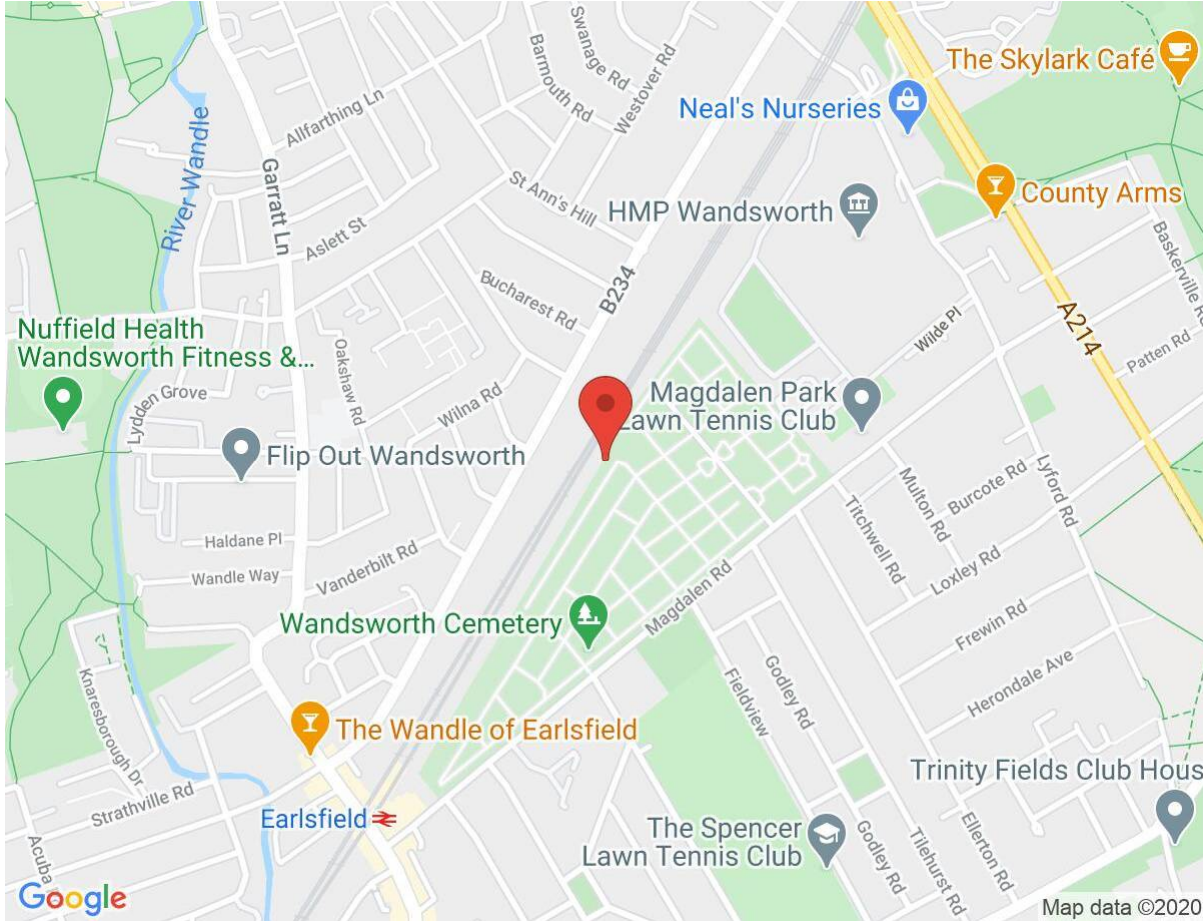 Swanage Rd
The Skylark Café
Barmouth Rd
Westover Rd
Neal's Nurseries
Allfarthing Ln
River Wandle
Garratt Ln
St Ann's Hill
HMP Wandsworth
County Arms
Aslett St
Baskerville Rd
B234
Bucharest Rd
A214
Wilde Pl
Nuffield Health
Wandsworth Fitness &...
Oakshaw Rd
Patten Rd
Lydden Grove
Wilna Rd
Magdalen Park
Lawn Tennis Club
Flip Out Wandsworth
Lyford Rd
Burcote Rd
Multon Rd
Titchwell Rd
Haldane Pl
Vanderbilt Rd
Wandle Way
Loxley Rd
Magdalen Rd
Wandsworth Cemetery
Frewin Rd
Knaresborough Dr
Fieldview
Godley Rd
Herondale Ave
The Wandle of Earlsfield
Strathville Rd
Trinity Fields Club Hous
Earlsfield
The Spencer
Lawn Tennis Club
Godley Rd
Tilehurst Rd
Ellerton Rd
Acuba
Google
Map data ©2020